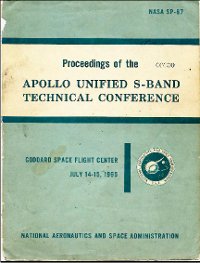 NASA SP-87
Proceedings of the
APOLLO UNIFIED S-BAND
TECHNICAL CONFERENCE
GODDARD SPACE FLIGHT CENTER
JULY 14-15, 1965
NATIONAL AERONAUTICS AND SPACE ADMINISTRATION